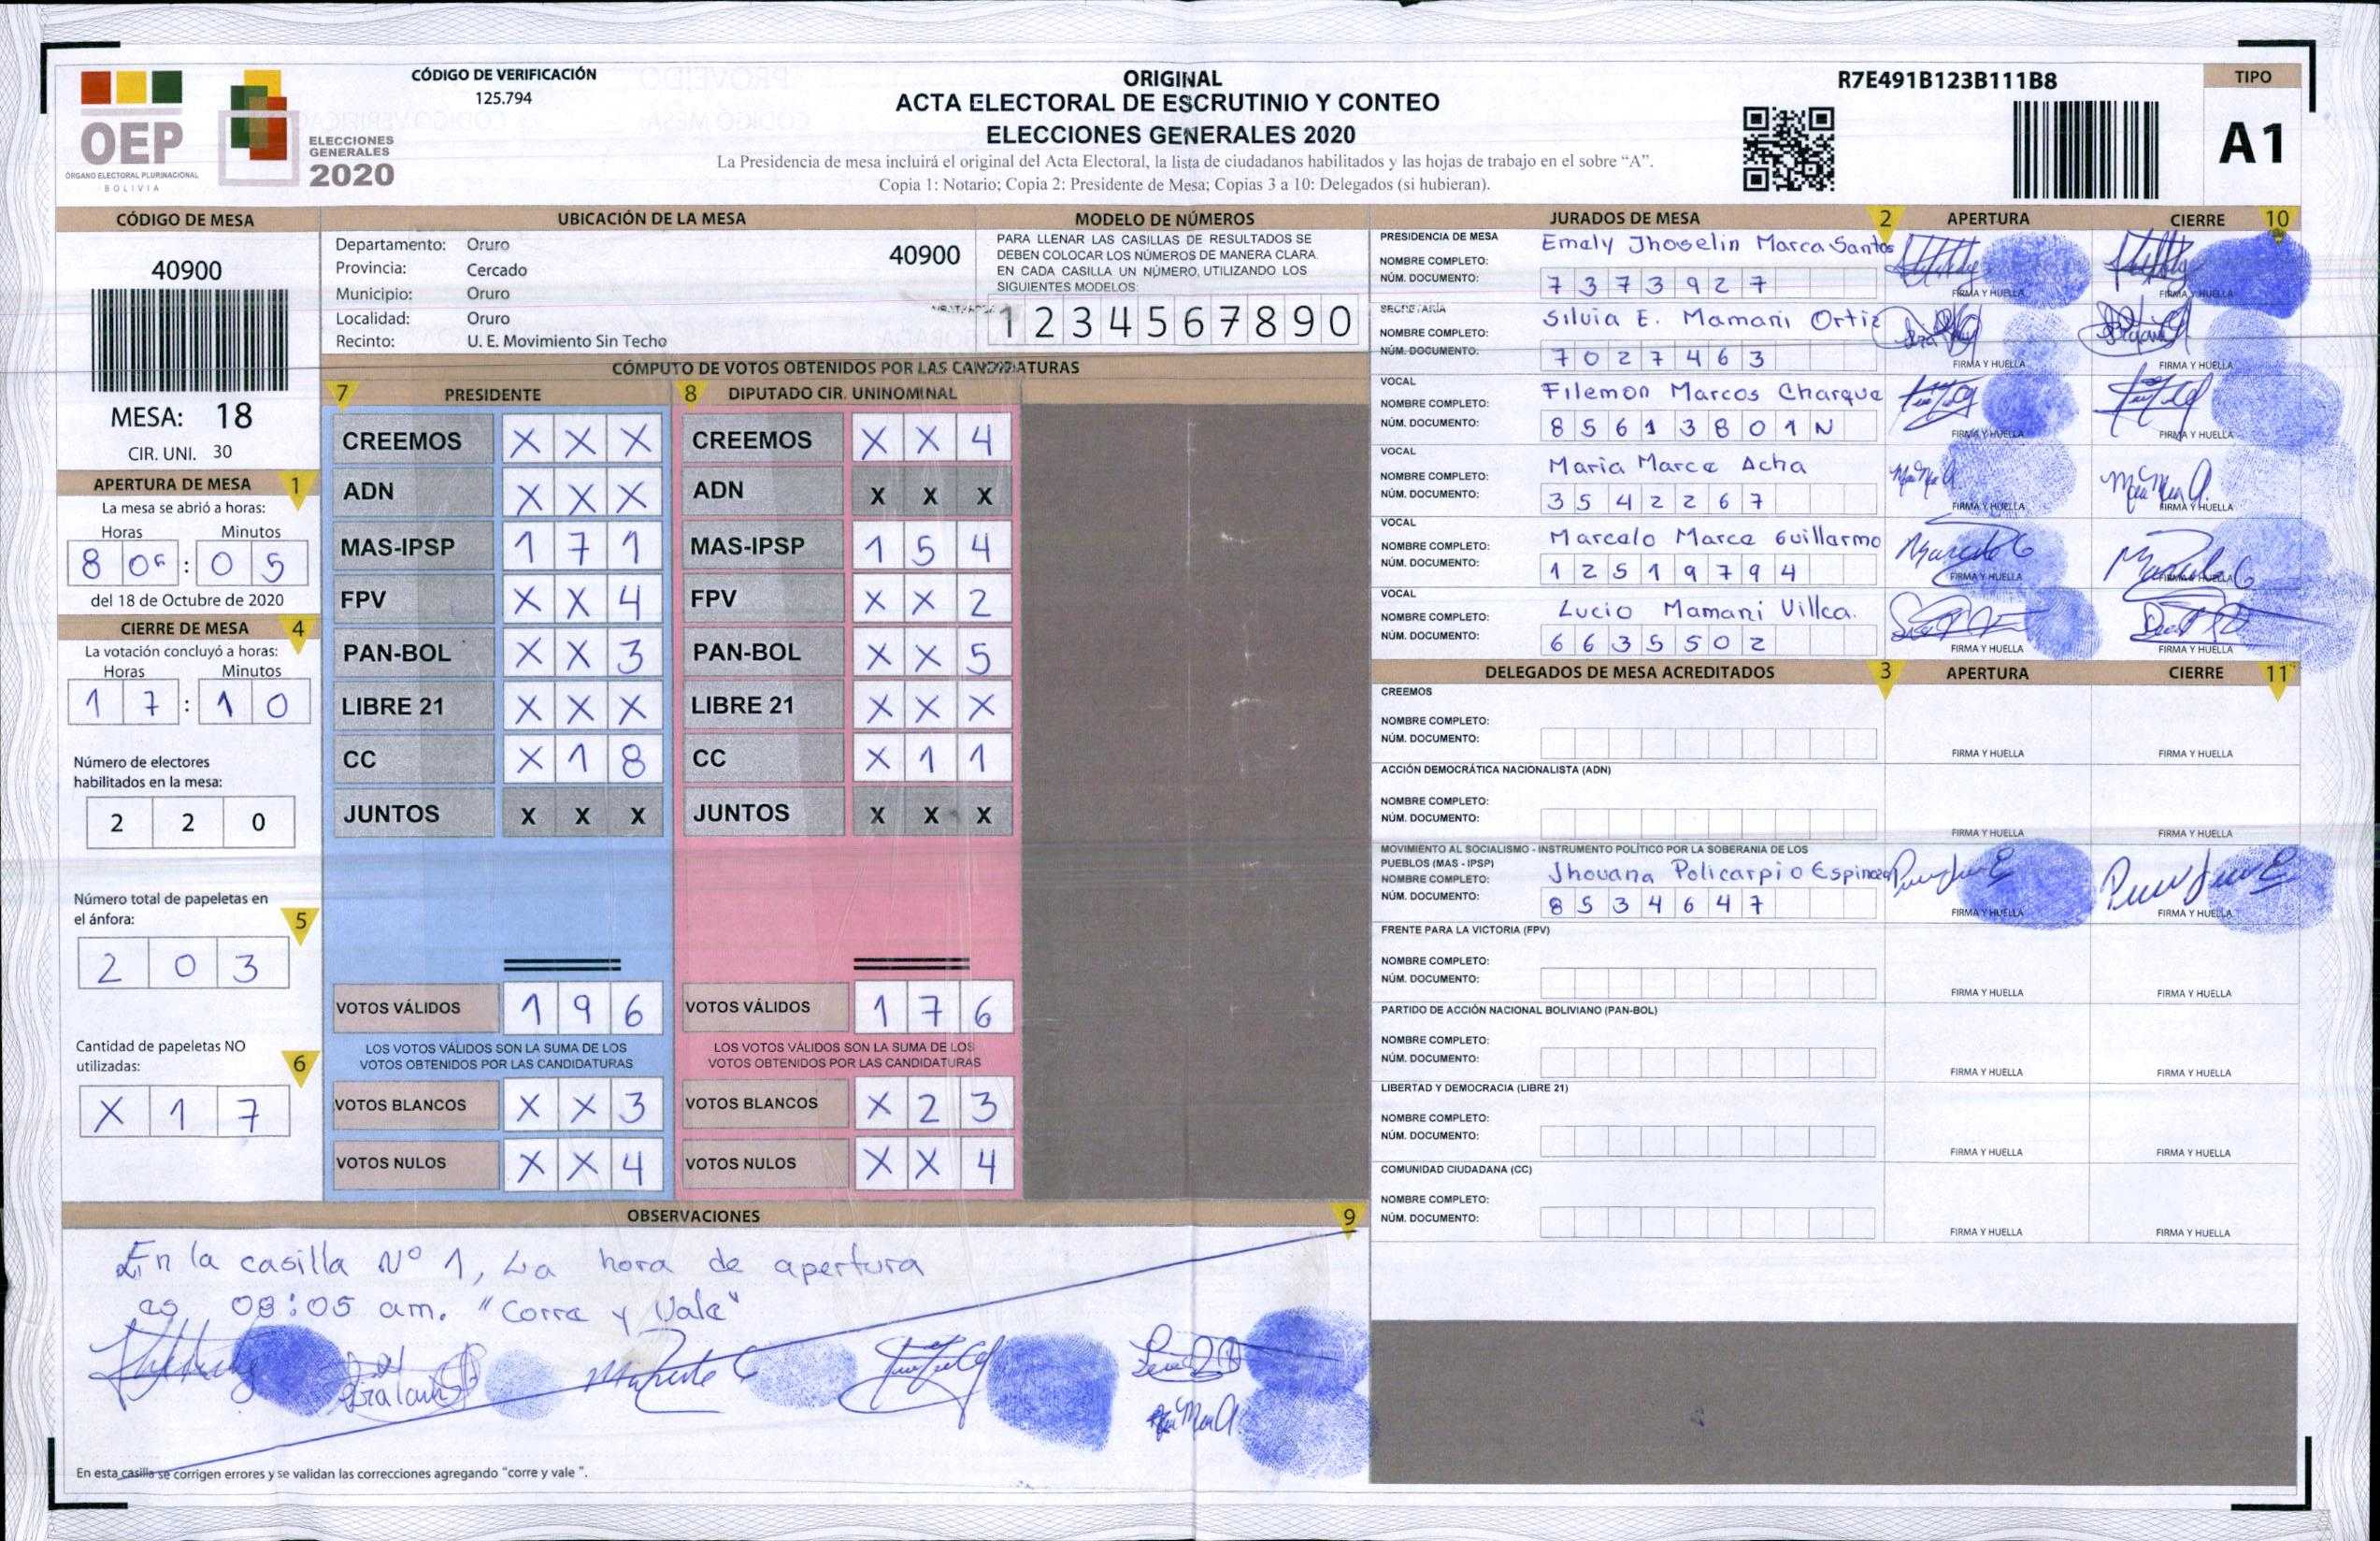 OEP
ÓRGANO ELECTORAL PLURINACIONAL
BOLIVIA
ELECCIONES
GENERALES
2020
CÓDIGO DE VERIFICACIÓN
125.794
ORIGINAL
ACTA ELECTORAL DE ESCRUTINIO Y CONTEO
ELECCIONES GENERALES 2020
La Presidencia de mesa incluirá el original del Acta Electoral, la lista de ciudadanos habilitados y las hojas de trabajo en el sobre “A”.
Copia 1: Notario; Copia 2: Presidente de Mesa; Copias 3 a 10: Delegados (si hubieran).
R7E491B123B111B8
TIPO
A1
CÓDIGO DE MESA
40900
MESA: 18
CIR. UNI. 30
APERTURA DE MESA 1
La mesa se abrió a horas:
Horas Minutos
8 : 0 5
del 18 de Octubre de 2020
CIERRE DE MESA 4
La votación concluyó a horas:
Horas Minutos
1 7 : 1 0
Número de electores
habilitados en la mesa:
2 2 0
Número total de papeletas en
el ánfora: 5
2 0 3
Cantidad de papeletas NO
utilizadas: 6
X 1 7
UBICACIÓN DE LA MESA
Departamento: Oruro 40900
Provincia: Cercado
Municipio: Oruro
Localidad: Oruro
Recinto: U. E. Movimiento Sin Techo
MODELO DE NÚMEROS
PARA LLENAR LAS CASILLAS DE RESULTADOS SE
DEBEN COLOCAR LOS NÚMEROS DE MANERA CLARA.
EN CADA CASILLA UN NÚMERO, UTILIZANDO LOS
SIGUIENTES MODELOS:
1 2 3 4 5 6 7 8 9 0
CÓMPUTO DE VOTOS OBTENIDOS POR LAS CANDIDATURAS
7 PRESIDENTE
CREEMOS X X X
ADN X X X
MAS-IPSP 1 7 1
FPV X X 4
PAN-BOL X X 3
LIBRE 21 X X X
CC X 1 8
JUNTOS X X X
VOTOS VÁLIDOS 1 9 6
LOS VOTOS VÁLIDOS SON LA SUMA DE LOS
VOTOS OBTENIDOS POR LAS CANDIDATURAS
VOTOS BLANCOS X X 3
VOTOS NULOS X X 4
8 DIPUTADO CIR. UNINOMINAL
CREEMOS X X 4
ADN X X X
MAS-IPSP 1 5 4
FPV X X 2
PAN-BOL X X 5
LIBRE 21 X X X
CC X 1 1
JUNTOS X X X
VOTOS VÁLIDOS 1 7 6
LOS VOTOS VÁLIDOS SON LA SUMA DE LOS
VOTOS OBTENIDOS POR LAS CANDIDATURAS
VOTOS BLANCOS X 2 3
VOTOS NULOS X X 4
OBSERVACIONES 9
En la casilla Nº 1, La hora de apertura
es 08:05 am. "Corre y Vale"
En esta casilla se corrigen errores y se validan las correcciones agregando “corre y vale ”.
JURADOS DE MESA 2 APERTURA CIERRE 10
PRESIDENCIA DE MESA
NOMBRE COMPLETO: Emely Jhoselin Marca Santos
NÚM. DOCUMENTO: 7 3 7 3 9 2 7
FIRMA Y HUELLA FIRMA Y HUELLA
SECRETARÍA
NOMBRE COMPLETO: Silvia E. Mamani Ortiz
NÚM. DOCUMENTO: 7 0 2 7 4 6 3
FIRMA Y HUELLA FIRMA Y HUELLA
VOCAL
NOMBRE COMPLETO: Filemon Marcos Charque
NÚM. DOCUMENTO: 8 5 6 1 3 8 0 1 N
FIRMA Y HUELLA FIRMA Y HUELLA
VOCAL
NOMBRE COMPLETO: Maria Marce Acha
NÚM. DOCUMENTO: 3 5 4 2 2 6 7
FIRMA Y HUELLA FIRMA Y HUELLA
VOCAL
NOMBRE COMPLETO: Marcelo Marce Guillermo
NÚM. DOCUMENTO: 1 2 5 1 9 7 9 4
FIRMA Y HUELLA FIRMA Y HUELLA
VOCAL
NOMBRE COMPLETO: Lucio Mamani Villca.
NÚM. DOCUMENTO: 6 6 3 5 5 0 2
FIRMA Y HUELLA FIRMA Y HUELLA
DELEGADOS DE MESA ACREDITADOS 3 APERTURA CIERRE 11
CREEMOS
NOMBRE COMPLETO:
NÚM. DOCUMENTO:
FIRMA Y HUELLA FIRMA Y HUELLA
ACCIÓN DEMOCRÁTICA NACIONALISTA (ADN)
NOMBRE COMPLETO:
NÚM. DOCUMENTO:
FIRMA Y HUELLA FIRMA Y HUELLA
MOVIMIENTO AL SOCIALISMO - INSTRUMENTO POLÍTICO POR LA SOBERANIA DE LOS
PUEBLOS (MAS - IPSP)
NOMBRE COMPLETO: Jhovana Policarpio Espinoza
NÚM. DOCUMENTO: 8 5 3 4 6 4 7
FIRMA Y HUELLA FIRMA Y HUELLA
FRENTE PARA LA VICTORIA (FPV)
NOMBRE COMPLETO:
NÚM. DOCUMENTO:
FIRMA Y HUELLA FIRMA Y HUELLA
PARTIDO DE ACCIÓN NACIONAL BOLIVIANO (PAN-BOL)
NOMBRE COMPLETO:
NÚM. DOCUMENTO:
FIRMA Y HUELLA FIRMA Y HUELLA
LIBERTAD Y DEMOCRACIA (LIBRE 21)
NOMBRE COMPLETO:
NÚM. DOCUMENTO:
FIRMA Y HUELLA FIRMA Y HUELLA
COMUNIDAD CIUDADANA (CC)
NOMBRE COMPLETO:
NÚM. DOCUMENTO:
FIRMA Y HUELLA FIRMA Y HUELLA